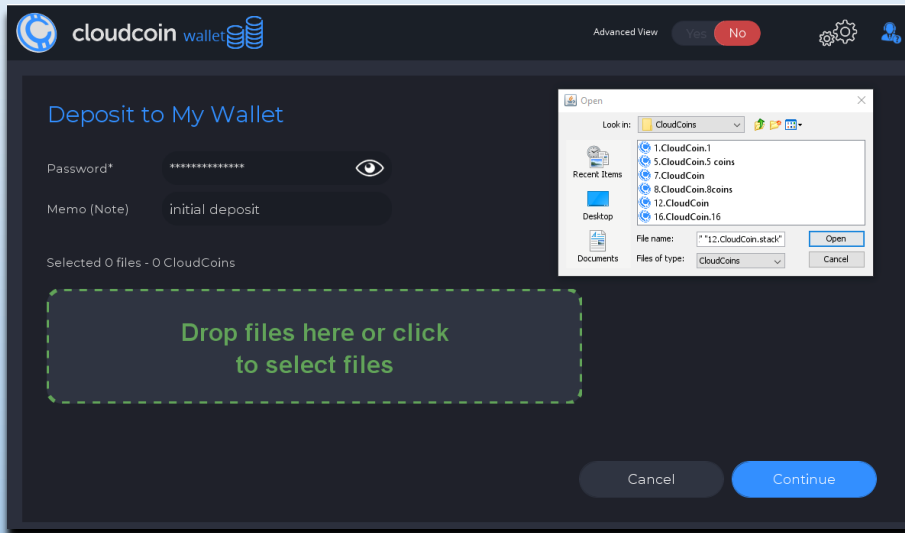 cloudcoin wallet
Advanced View Yes No
Deposit to My Wallet
Password* **************
Memo (Note) initial deposit
Selected 0 files - 0 CloudCoins
Drop files here or click
to select files
Cancel Continue
Open
Look in: CloudCoins
Recent Items
Desktop
Documents
1.CloudCoin.1
5.CloudCoin.5 coins
7.CloudCoin
8.CloudCoin.8coins
12.CloudCoin
16.CloudCoin.16
File name: " "12.CloudCoin.stack" Open
Files of type: CloudCoins Cancel